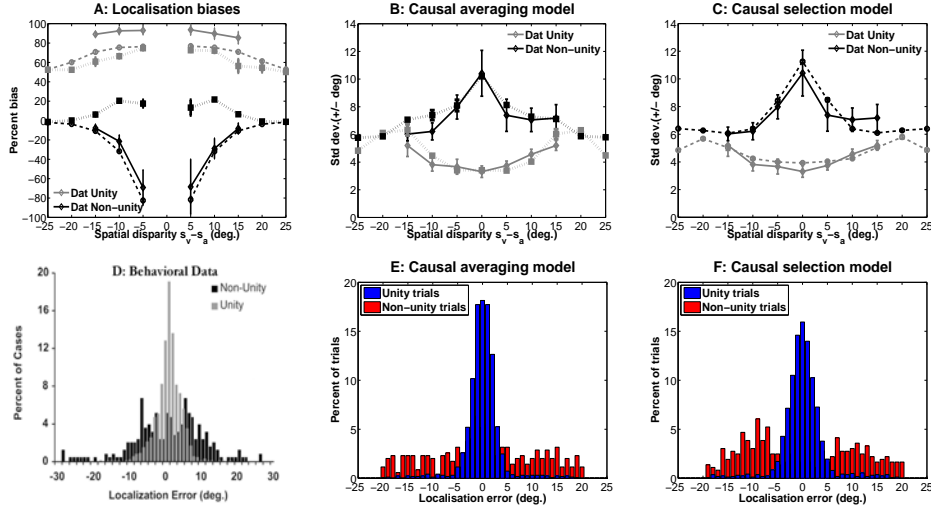 A: Localisation biases
100
80
60
40
20
0
−20
−40
−60
−80
−100
Percent bias
Dat Unity
Dat Non−unity
−25 −20 −15 −10 −5 0 5 10 15 20 25
Spatial disparity s_v−s_a (deg.)
B: Causal averaging model
14
12
10
8
6
4
2
0
Std dev.(+/− deg)
Dat Unity
Dat Non−unity
−25 −20 −15 −10 −5 0 5 10 15 20 25
Spatial disparity s_v−s_a (deg.)
C: Causal selection model
14
12
10
8
6
4
2
0
Std dev.(+/− deg)
Dat Unity
Dat Non−unity
−25 −20 −15 −10 −5 0 5 10 15 20 25
Spatial disparity s_v−s_a (deg.)
D: Behavioral Data
20
16
12
8
4
0
Percent of Cases
Non-Unity
Unity
-30 -20 -10 0 10 20 30
Localization Error (deg.)
E: Causal averaging model
20
15
10
5
0
Percent of trials
Unity trials
Non−unity trials
−25 −20 −15 −10 −5 0 5 10 15 20 25
Localisation error (deg.)
F: Causal selection model
20
15
10
5
0
Percent of trials
Unity trials
Non−unity trials
−25 −20 −15 −10 −5 0 5 10 15 20 25
Localisation error (deg.)